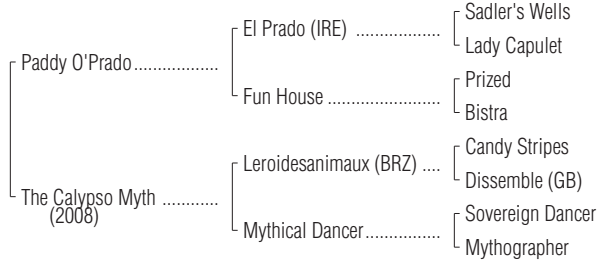 Sadler's Wells
El Prado (IRE) ..................
Lady Capulet
Paddy O'Prado..................
Prized
Fun House ........................
Bistra
Candy Stripes
Leroidesanimaux (BRZ) ....
Dissemble (GB)
The Calypso Myth ............
(2008)
Sovereign Dancer
Mythical Dancer................
Mythographer